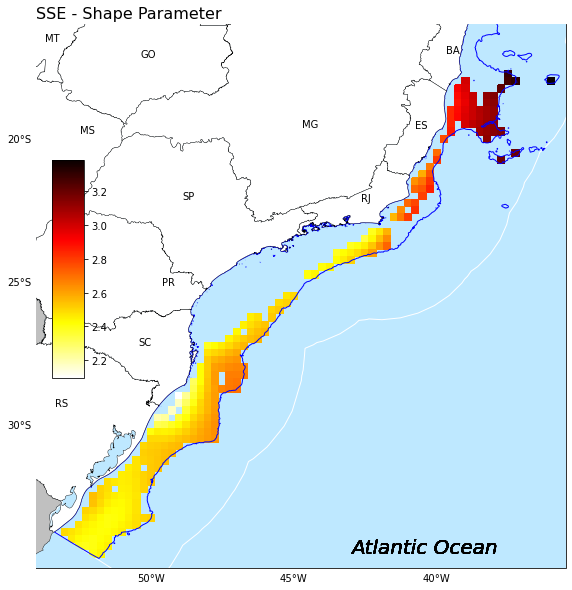 SSE - Shape Parameter
MT
GO
BA
MS
MG
ES
20°S
3.2
SP
RJ
3.0
2.8
25°S
PR
2.6
2.4
SC
2.2
RS
30°S
Atlantic Ocean
50°W
45°W
40°W